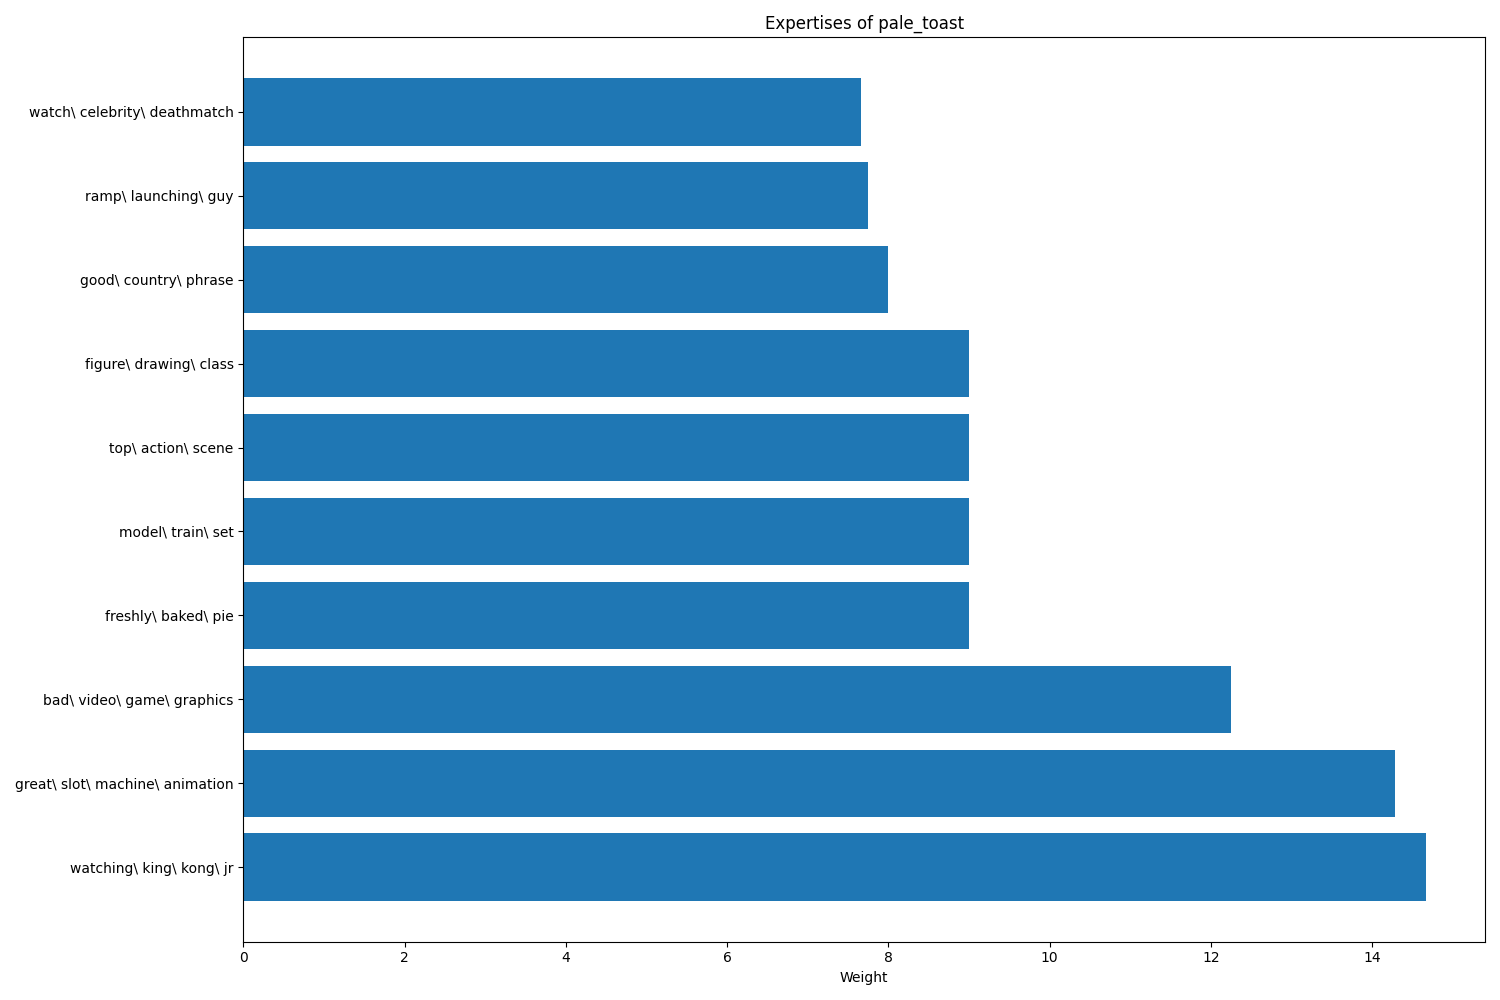 Expertises of pale_toast
watch\ celebrity\ deathmatch
ramp\ launching\ guy
good\ country\ phrase
figure\ drawing\ class
top\ action\ scene
model\ train\ set
freshly\ baked\ pie
bad\ video\ game\ graphics
great\ slot\ machine\ animation
watching\ king\ kong\ jr
0 2 4 6 8 10 12 14
Weight